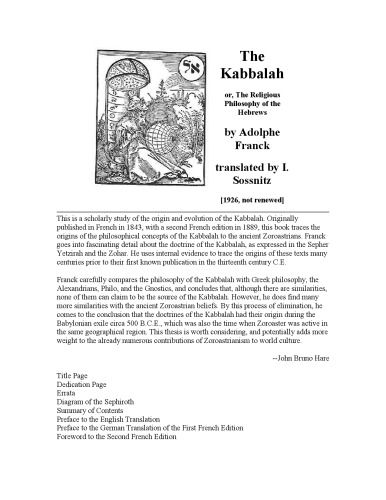 אל
The
Kabbalah
or, The Religious
Philosophy of the
Hebrews
by Adolphe
Franck
translated by I.
Sossnitz
[1926, not renewed]
This is a scholarly study of the origin and evolution of the Kabbalah. Originally
published in French in 1843, with a second French edition in 1889, this book traces the
origins of the philosophical concepts of the Kabbalah to the ancient Zoroastrians. Franck
goes into fascinating detail about the doctrine of the Kabbalah, as expressed in the Sepher
Yetzirah and the Zohar. He uses internal evidence to trace the origins of these texts many
centuries prior to their first known publication in the thirteenth century C.E.
Franck carefully compares the philosophy of the Kabbalah with Greek philosophy, the
Alexandrians, Philo, and the Gnostics, and concludes that, although there are similarities,
none of them can claim to be the source of the Kabbalah. However, he does find many
more similarities with the ancient Zoroastrian beliefs. By this process of elimination, he
comes to the conclusion that the doctrines of the Kabbalah had their origin during the
Babylonian exile circa 500 B.C.E., which was also the time when Zoroaster was active in
the same geographical region. This thesis is worth considering, and potentially adds more
weight to the already numerous contributions of Zoroastrianism to world culture.
--John Bruno Hare
Title Page
Dedication Page
Errata
Diagram of the Sephiroth
Summary of Contents
Preface to the English Translation
Preface to the German Translation of the First French Edition
Foreword to the Second French Edition